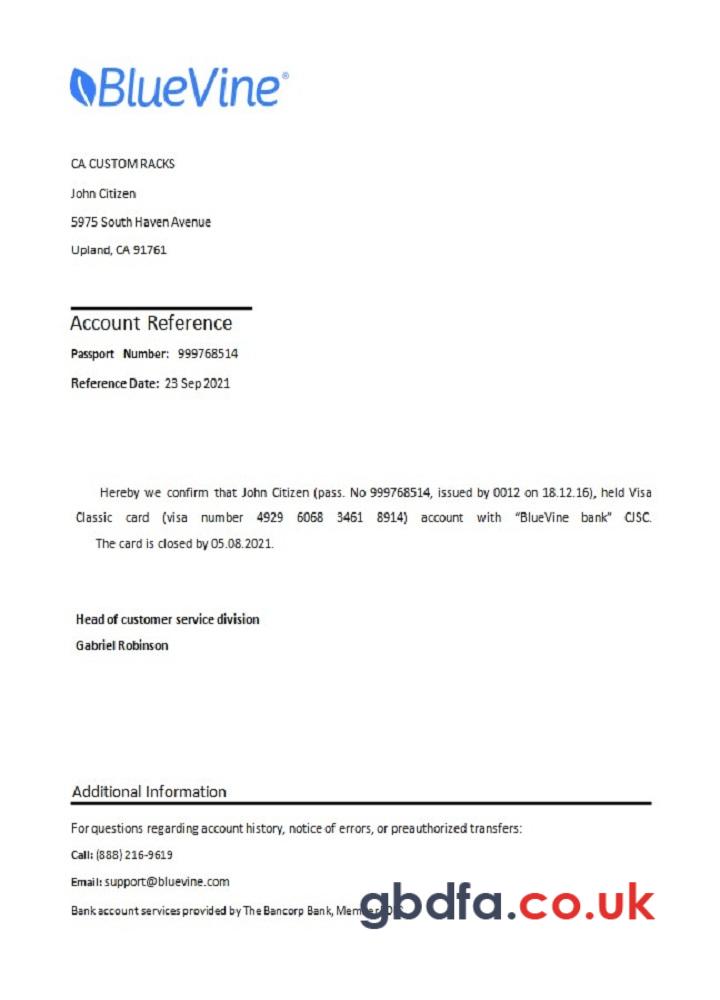 BlueVine®
CA CUSTOM RACKS
John Citizen
5975 South Haven Avenue
Upland, CA 91761
Account Reference
Passport Number: 999768514
Reference Date: 23 Sep 2021
Hereby we confirm that John Citizen (pass. No 999768514, issued by 0012 on 18.12.16), held Visa
Classic card (visa number 4929 6068 3461 8914) account with “BlueVine bank” CJSC.
The card is closed by 05.08.2021.
Head of customer service division
Gabriel Robinson
Additional Information
For questions regarding account history, notice of errors, or preauthorized transfers:
Call: (888) 216-9619
Email: support@bluevine.com
Bank account services provided by The Bancorp Bank,
gbdfa.co.uk